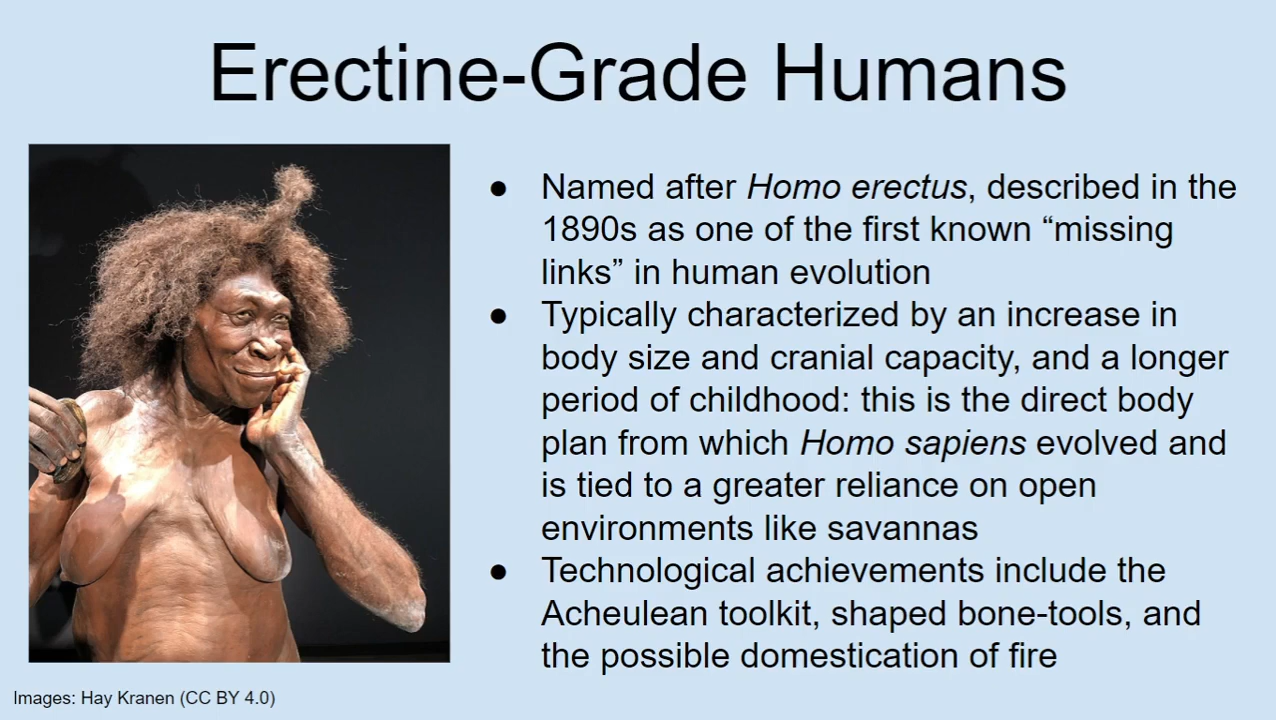 Erectine-Grade Humans
● Named after Homo erectus, described in the
1890s as one of the first known “missing
links” in human evolution
● Typically characterized by an increase in
body size and cranial capacity, and a longer
period of childhood: this is the direct body
plan from which Homo sapiens evolved and
is tied to a greater reliance on open
environments like savannas
● Technological achievements include the
Acheulean toolkit, shaped bone-tools, and
the possible domestication of fire
Images: Hay Kranen (CC BY 4.0)